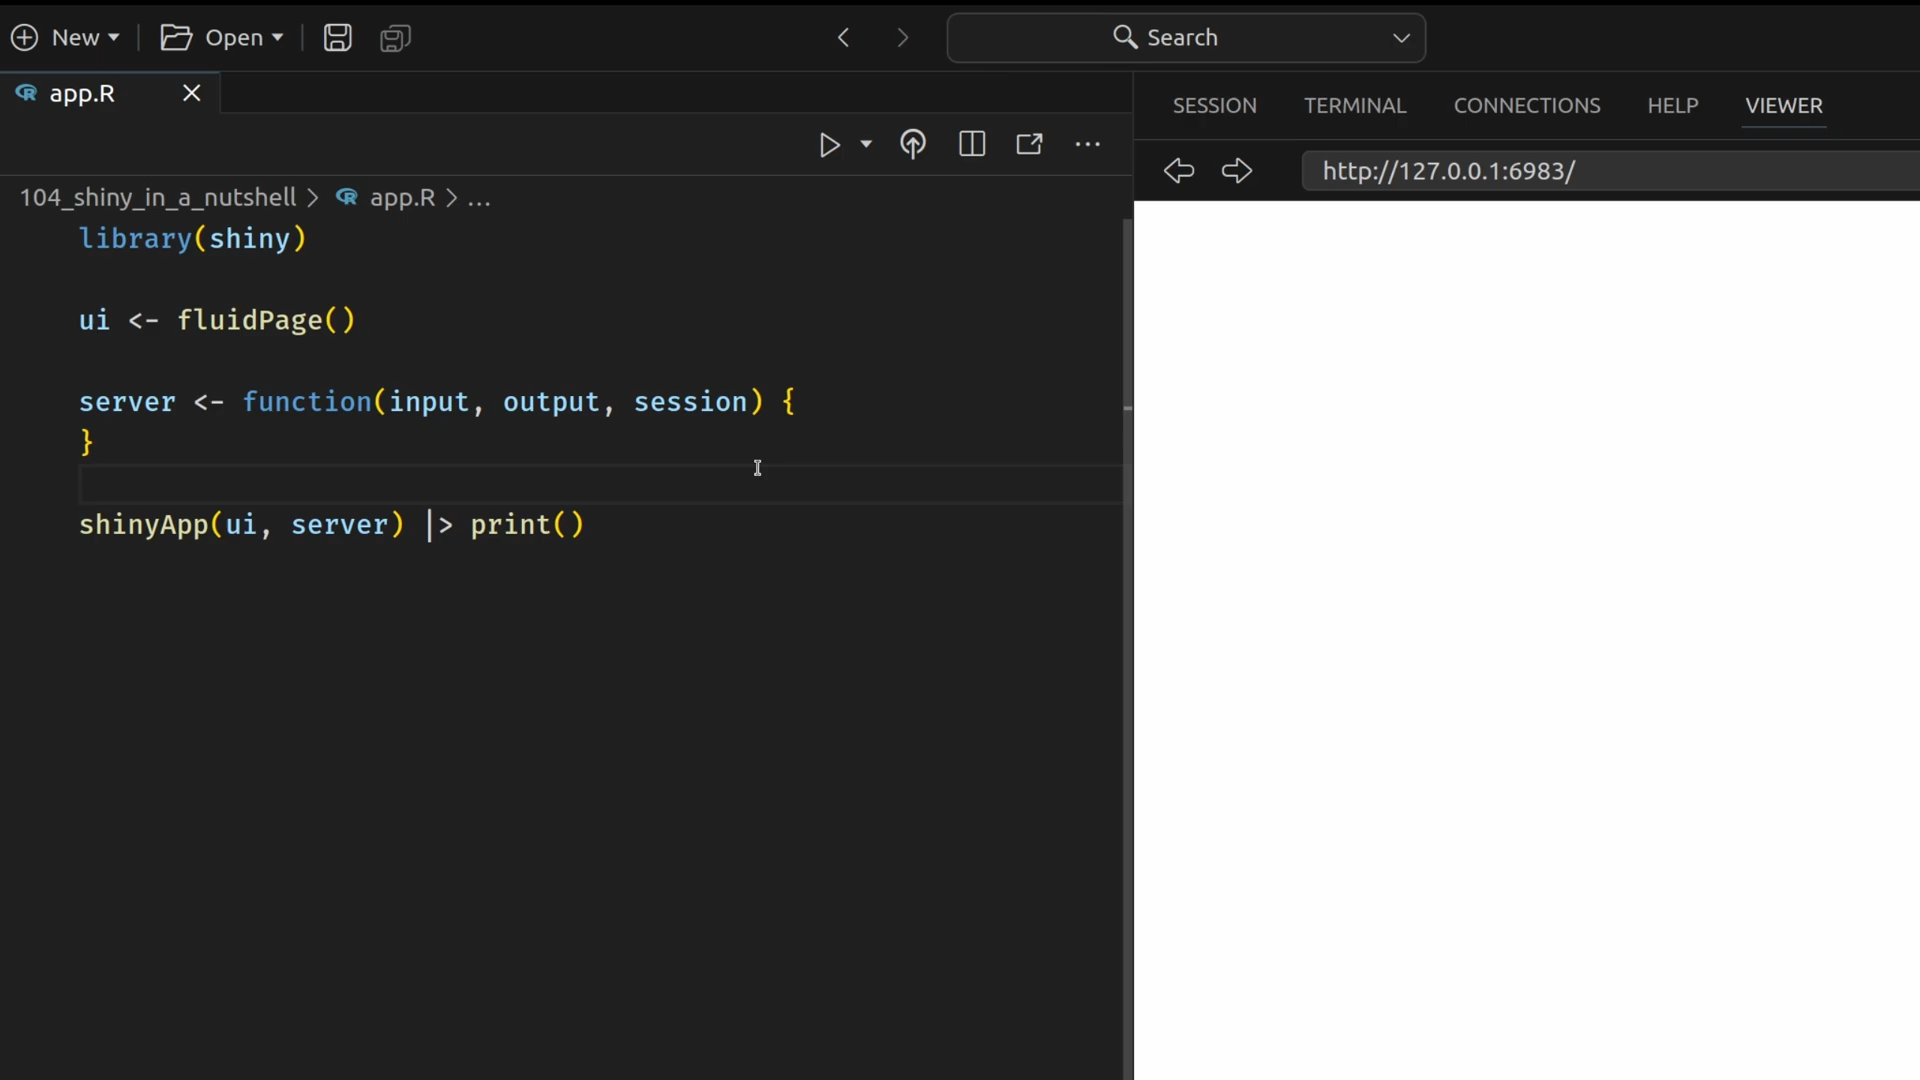 New
Open
Search
app.R
SESSION
TERMINAL
CONNECTIONS
HELP
VIEWER
http://127.0.0.1:6983/
104_shiny_in_a_nutshell > app.R > ...
library(shiny)
ui <- fluidPage()
server <- function(input, output, session) {
}
shinyApp(ui, server) |> print()